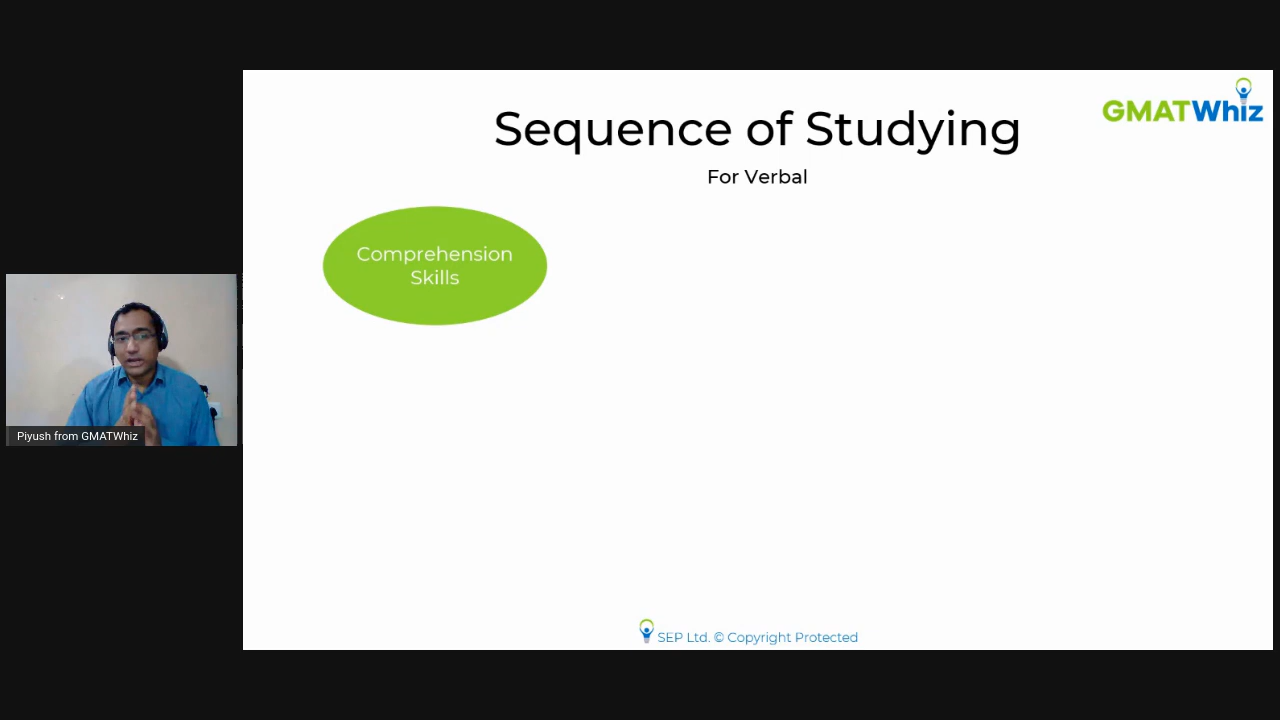 GMATWhiz
Sequence of Studying
For Verbal
Comprehension
Skills
Piyush from GMATWhiz
SEP Ltd. © Copyright Protected